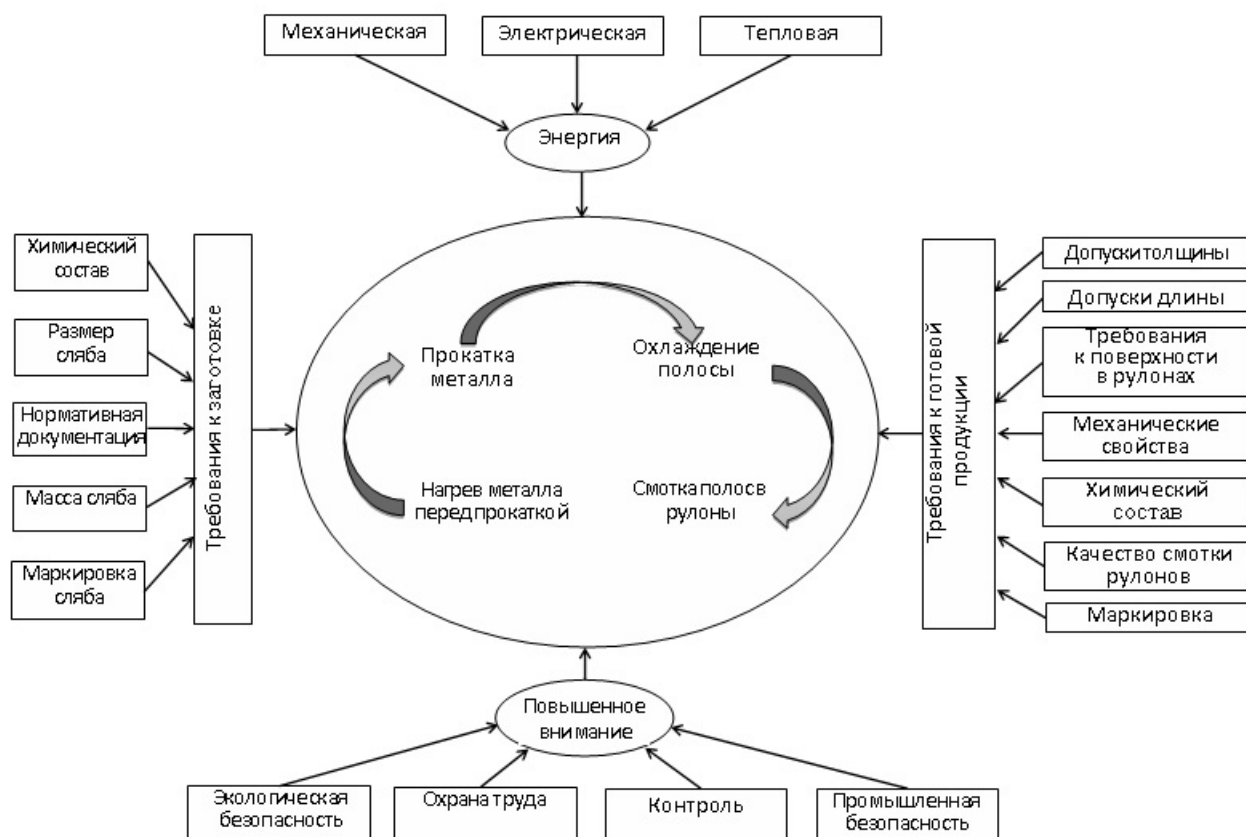 Механическая
Электрическая
Тепловая
Энергия
Химический
состав
Размер
сляба
Нормативная
документация
Масса сляба
Маркировка
сляба
Требования к заготовке
Прокатка
металла
Охлаждение
полосы
Нагрев металла
перед прокаткой
Смотка полос в
рулоны
Требования к готовой
продукции
Допуски толщины
Допуски длины
Требования
к поверхности
в рулонах
Механические
свойства
Химический
состав
Качество смотки
рулонов
Маркировка
Повышенное
внимание
Экологическая
безопасность
Охрана труда
Контроль
Промышленная
безопасность